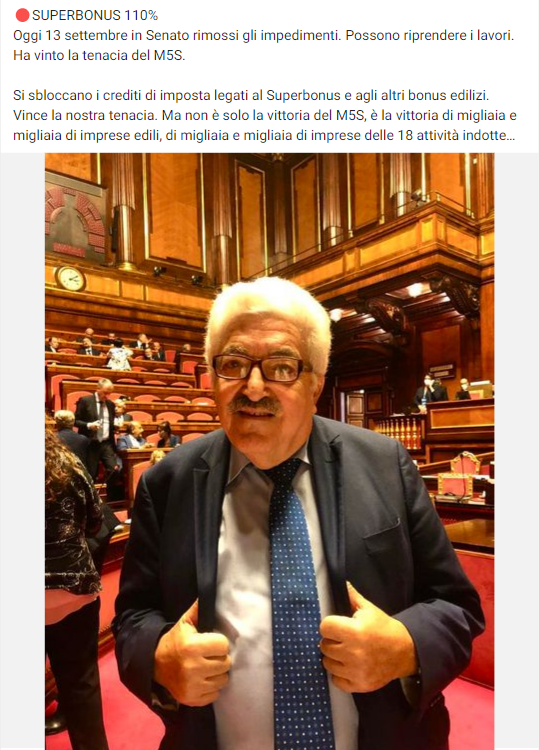 SUPERBONUS 110%
Oggi 13 settembre in Senato rimossi gli impedimenti. Possono riprendere i lavori.
Ha vinto la tenacia del M5S.
Si sbloccano i crediti di imposta legati al Superbonus e agli altri bonus edilizi.
Vince la nostra tenacia. Ma non è solo la vittoria del M5S, è la vittoria di migliaia e
migliaia di imprese edili, di migliaia e migliaia di imprese delle 18 attività indotte…